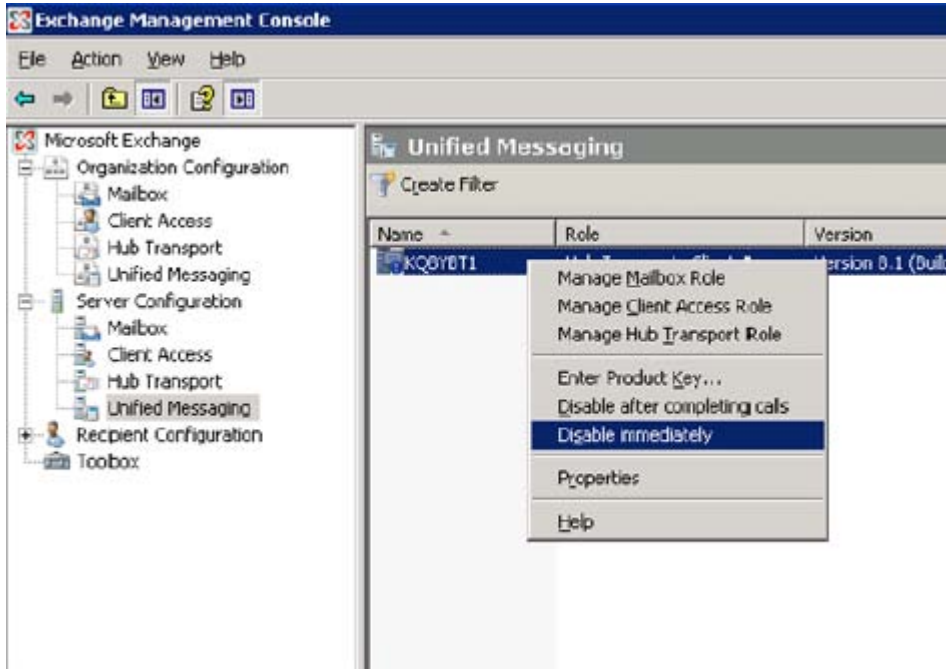 Exchange Management Console
File Action View Help
Microsoft Exchange
Organization Configuration
Mailbox
Client Access
Hub Transport
Unified Messaging
Server Configuration
Mailbox
Client Access
Hub Transport
Unified Messaging
Recipient Configuration
Toolbox
Unified Messaging
Create Filter
Name Role Version
Version 8.1 (Buil
Manage Mailbox Role
Manage Client Access Role
Manage Hub Transport Role
Enter Product Key...
Disable after completing calls
Disable immediately
Properties
Help